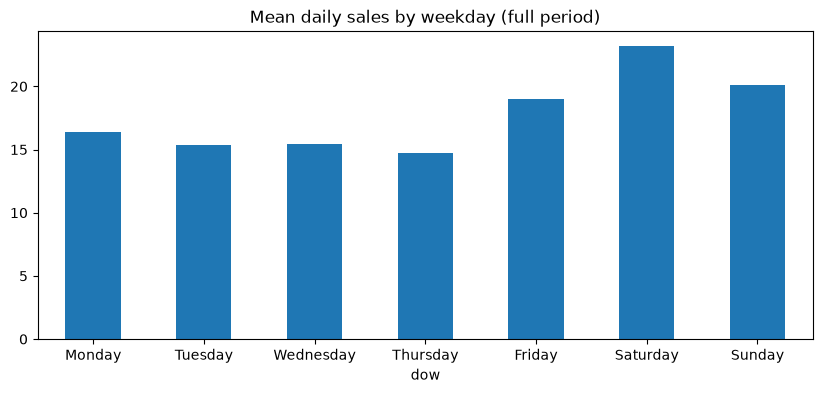 Mean daily sales by weekday (full period)
20
15
10
5
0
Monday Tuesday Wednesday Thursday Friday Saturday Sunday
dow